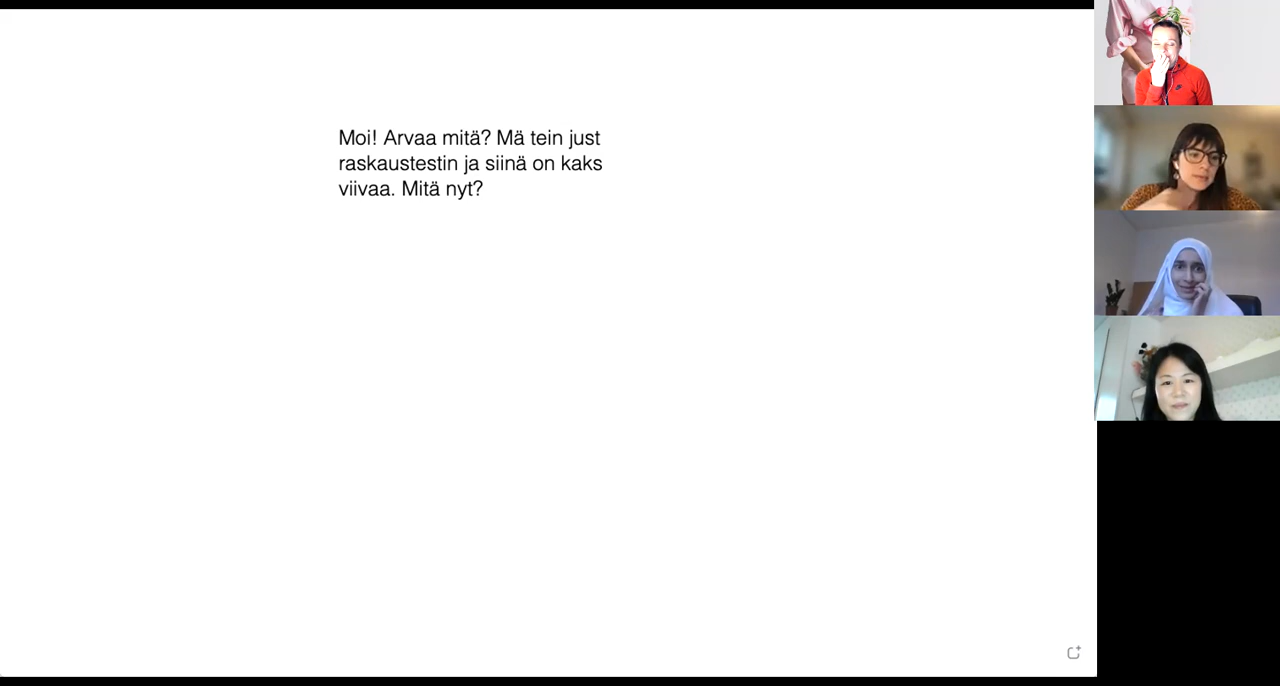 Moi! Arvaa mitä? Mä tein just
raskaustestin ja siinä on kaks
viivaa. Mitä nyt?